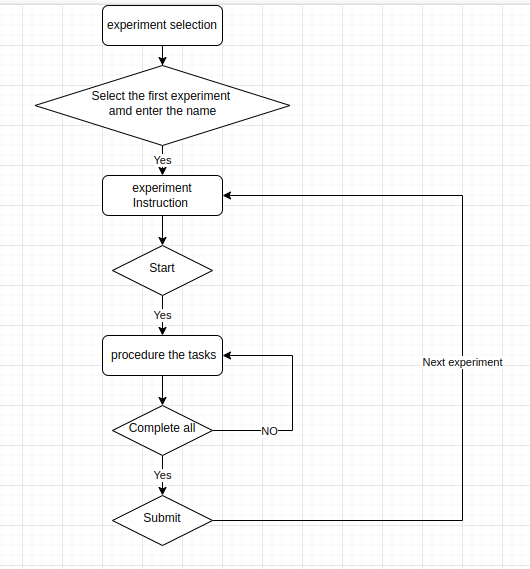 experiment selection
Select the first experiment
amd enter the name
Yes
experiment
Instruction
Start
Yes
procedure the tasks
Next experiment
Complete all
NO
Yes
Submit